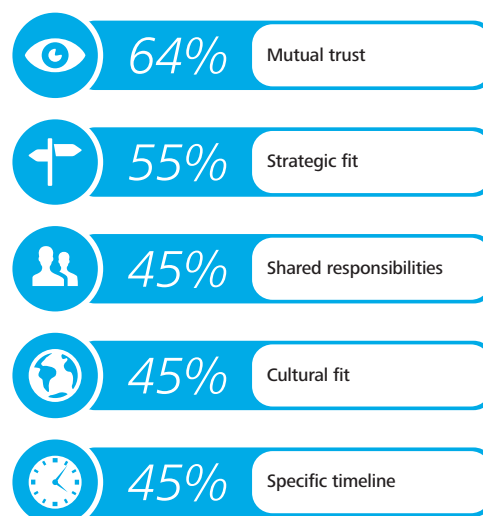 64% Mutual trust
55% Strategic fit
45% Shared responsibilities
45% Cultural fit
45% Specific timeline